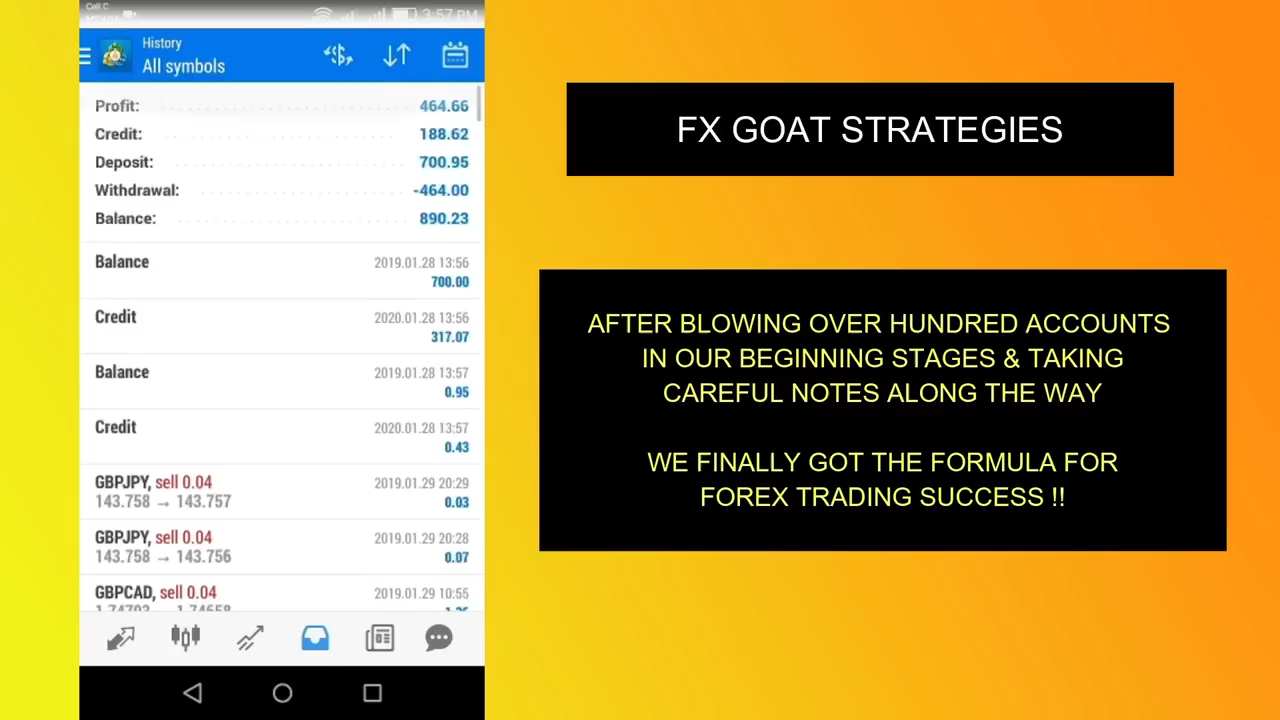 Cell C
3:57 PM
History
All symbols
Profit: 464.66
Credit: 188.62
Deposit: 700.95
Withdrawal: -464.00
Balance: 890.23
Balance 2019.01.28 13:56
700.00
Credit 2020.01.28 13:56
317.07
Balance 2019.01.28 13:57
0.95
Credit 2020.01.28 13:57
0.43
GBPJPY, sell 0.04 2019.01.29 20:29
143.758 → 143.757 0.03
GBPJPY, sell 0.04 2019.01.29 20:28
143.758 → 143.756 0.07
GBPCAD, sell 0.04 2019.01.29 10:55
FX GOAT STRATEGIES
AFTER BLOWING OVER HUNDRED ACCOUNTS
IN OUR BEGINNING STAGES & TAKING
CAREFUL NOTES ALONG THE WAY
WE FINALLY GOT THE FORMULA FOR
FOREX TRADING SUCCESS !!